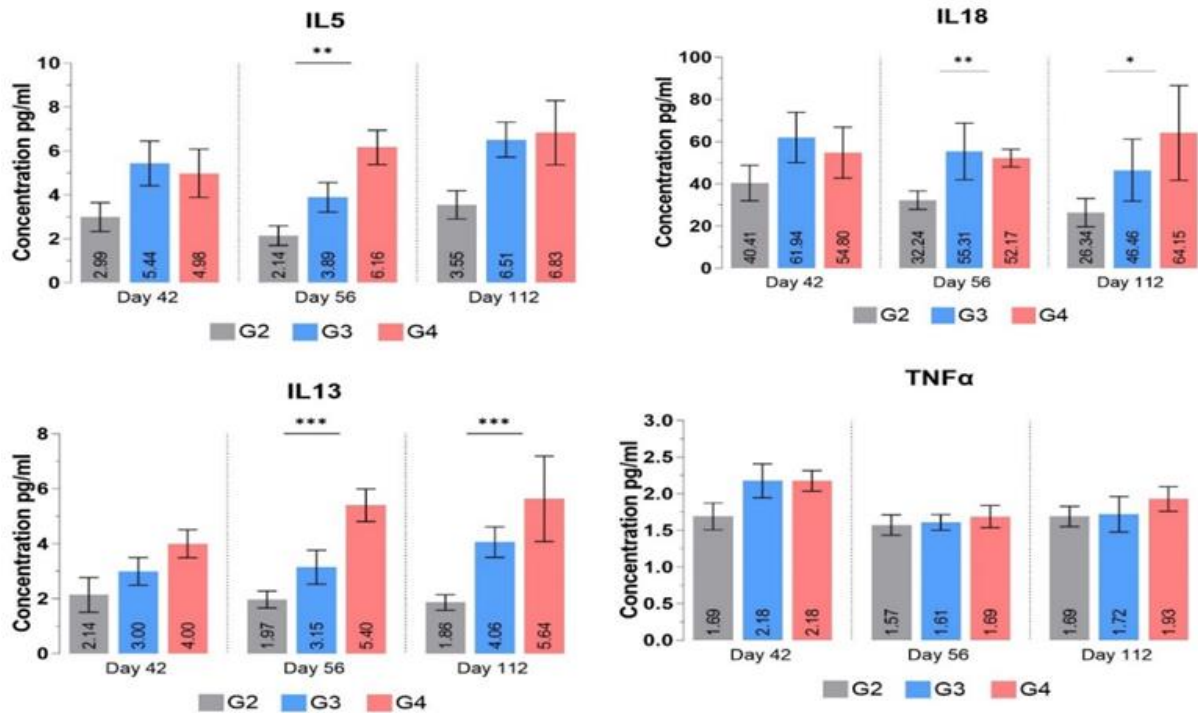 IL5
Concentration pg/ml
10
8
6
4
2
0
**
2.99
5.44
4.98
2.14
3.89
6.16
3.55
6.51
6.83
Day 42
Day 56
Day 112
G2 G3 G4
IL18
Concentration pg/ml
100
80
60
40
20
0
**
*
40.41
61.94
54.80
32.24
55.31
52.17
26.34
46.46
64.15
Day 42
Day 56
Day 112
G2 G3 G4
IL13
Concentration pg/ml
8
6
4
2
0
***
***
2.14
3.00
4.00
1.97
3.15
5.40
1.86
4.06
5.64
Day 42
Day 56
Day 112
G2 G3 G4
TNFα
Concentration pg/ml
3.0
2.5
2.0
1.5
1.0
0.5
0.0
1.69
2.18
2.18
1.57
1.61
1.69
1.69
1.72
1.93
Day 42
Day 56
Day 112
G2 G3 G4